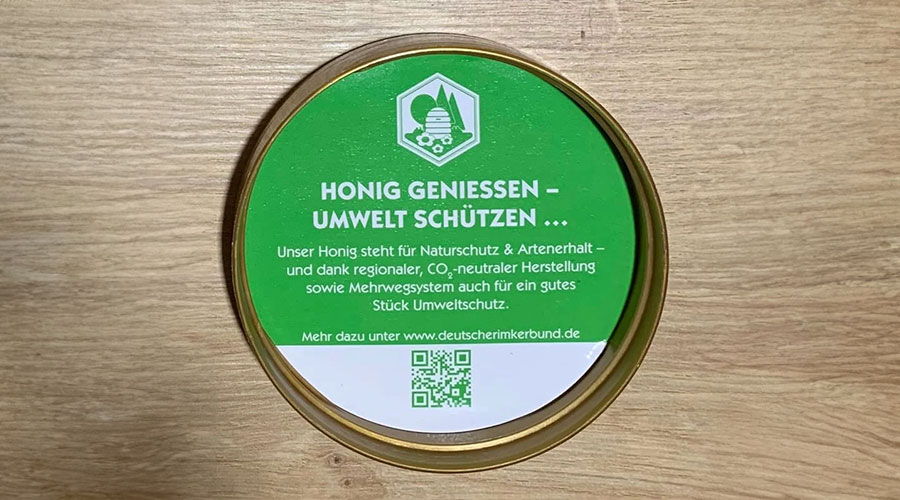 HONIG GENIESSEN –
UMWELT SCHÜTZEN ...
Unser Honig steht für Naturschutz & Artenerhalt –
und dank regionaler, CO₂-neutraler Herstellung
sowie Mehrwegsystem auch für ein gutes
Stück Umweltschutz.
Mehr dazu unter www.deutscherimkerbund.de